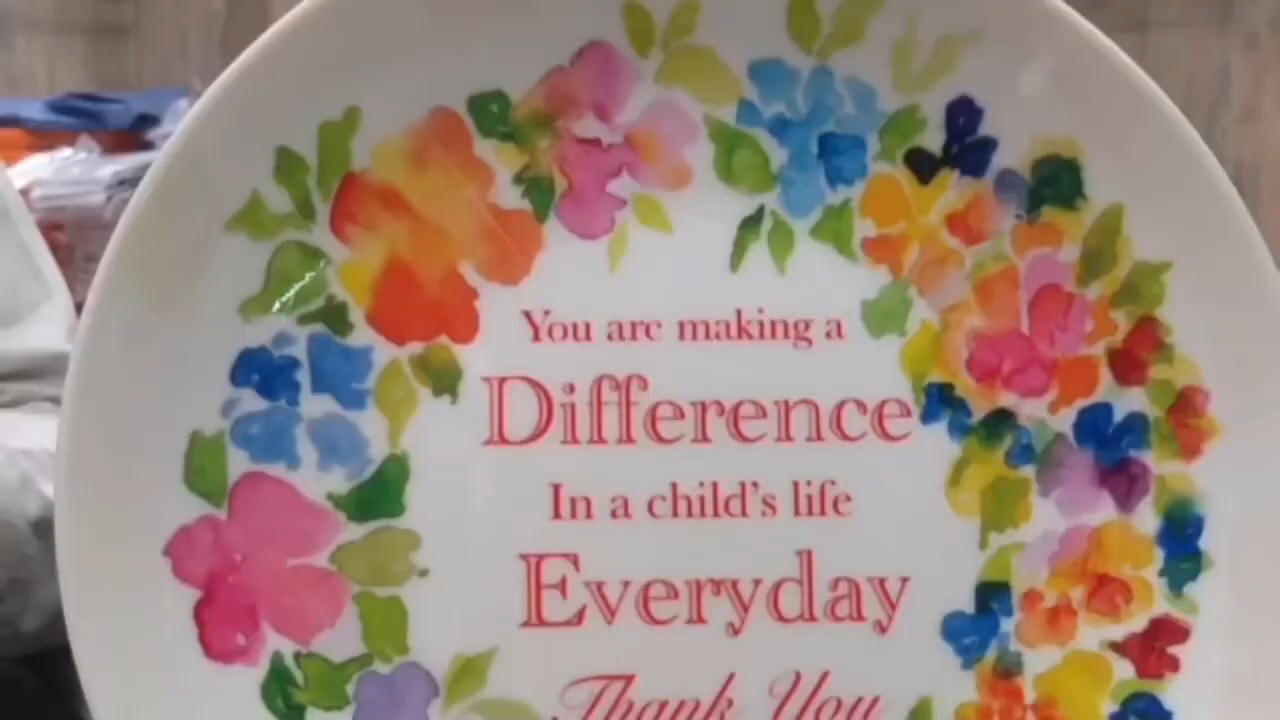 You are making a
Difference
In a child's life
Everyday
Thank You